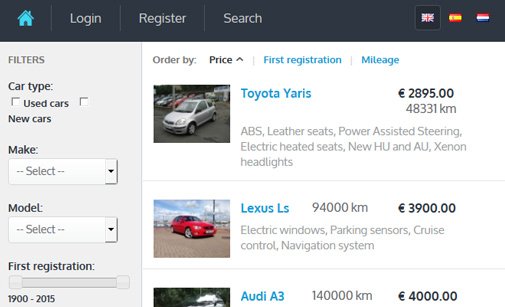 Login
Register
Search
FILTERS
Car type:
Used cars
New cars
Make:
-- Select --
Model:
-- Select --
First registration:
1900 - 2015
Order by: Price First registration Mileage
Toyota Yaris € 2895.00
48331 km
ABS, Leather seats, Power Assisted Steering,
Electric heated seats, New HU and AU, Xenon
headlights
Lexus Ls 94000 km € 3900.00
Electric windows, Parking sensors, Cruise
control, Navigation system
Audi A3 140000 km € 4000.00